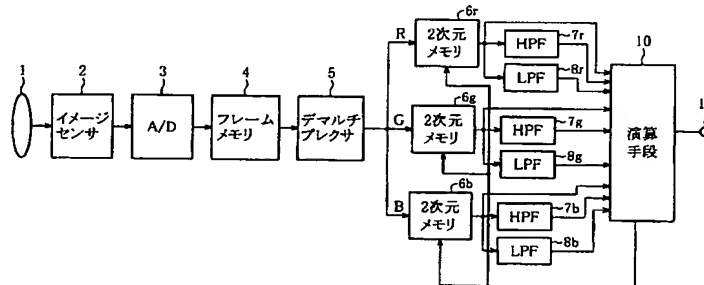 1
2
イメージ
センサ
3
A/D
4
フレーム
メモリ
5
デマルチ
プレクサ
R
6r
2次元
メモリ
HPF
7r
LPF
8r
G
6g
2次元
メモリ
HPF
7g
LPF
8g
B
6b
2次元
メモリ
HPF
7b
LPF
8b
10
演算
手段